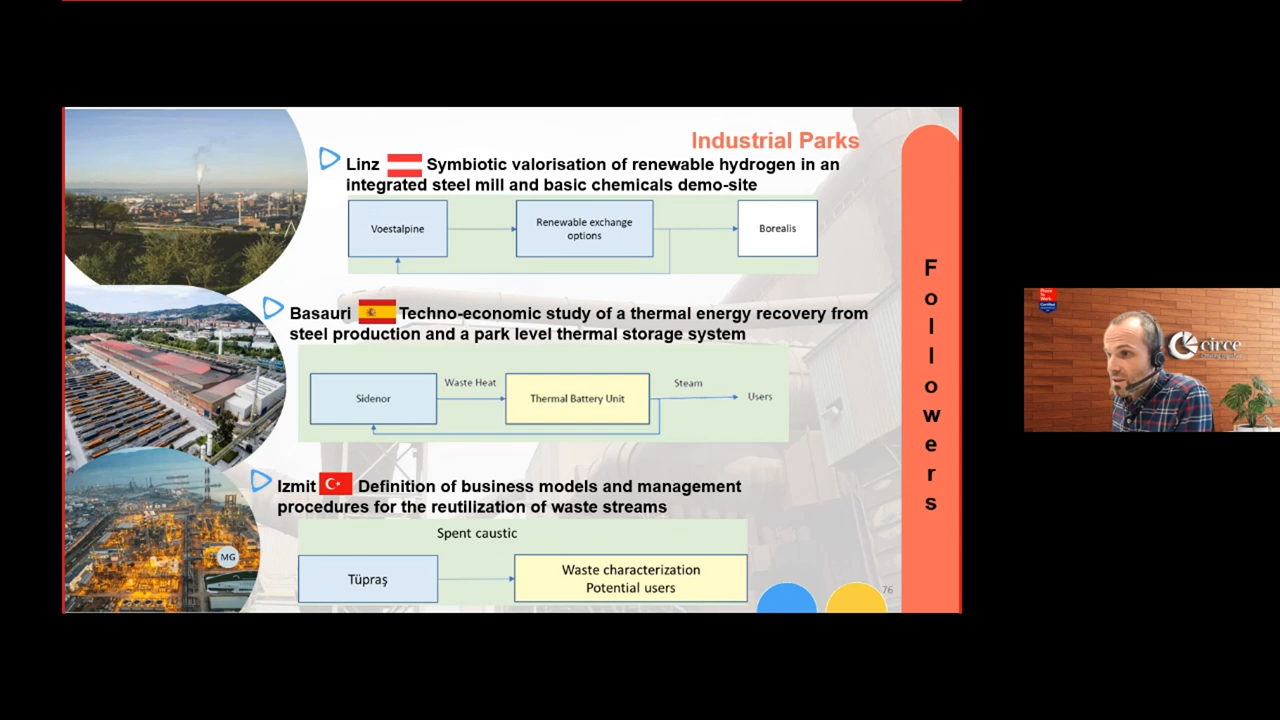 Industrial Parks
Linz Symbiotic valorisation of renewable hydrogen in an
integrated steel mill and basic chemicals demo-site
Voestalpine
Renewable exchange
options
Borealis
Basauri Techno-economic study of a thermal energy recovery from
steel production and a park level thermal storage system
Sidenor
Waste Heat
Thermal Battery Unit
Steam
Users
Izmit Definition of business models and management
procedures for the reutilization of waste streams
Spent caustic
Tüpraş
Waste characterization
Potential users
MG
76
Followers
circe